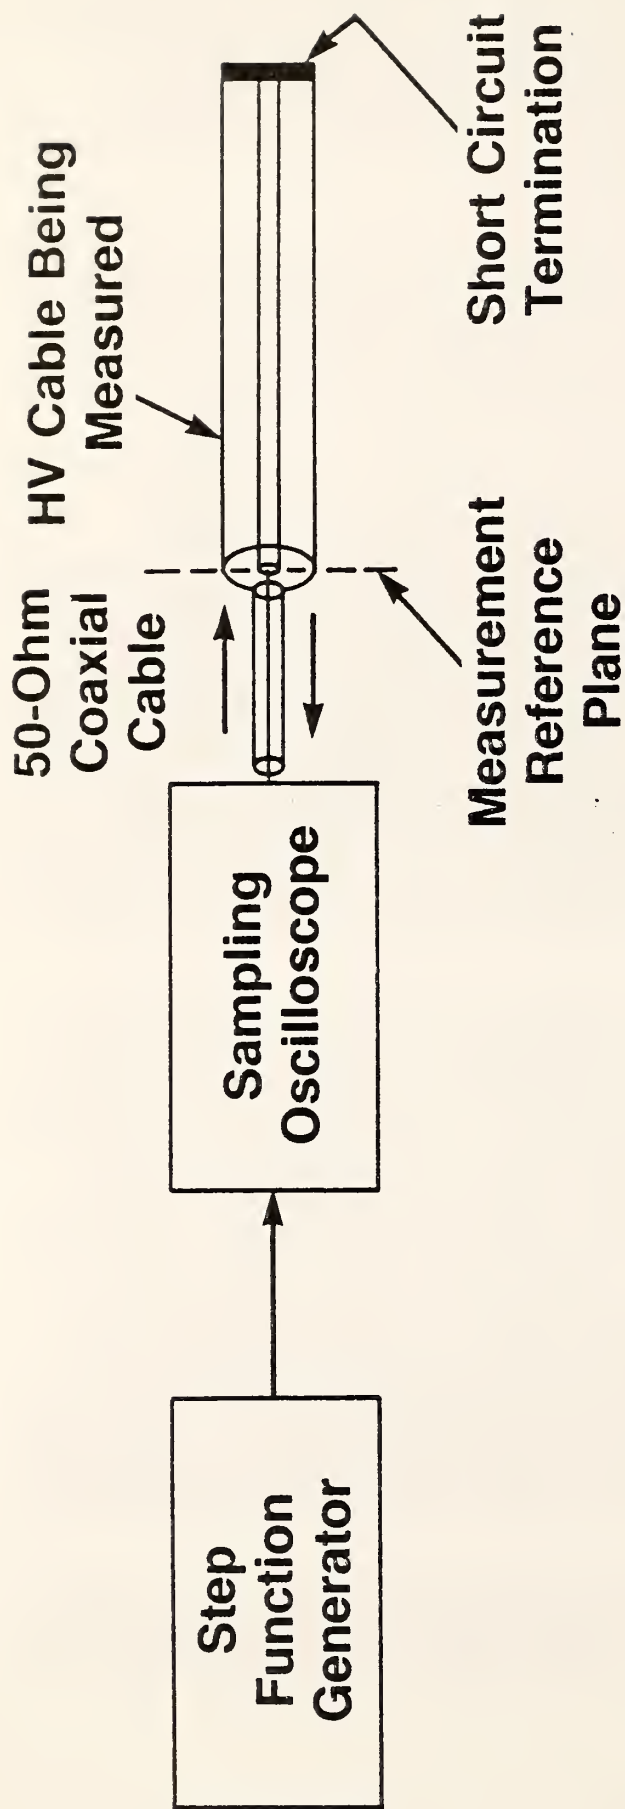 Step
Function
Generator
Sampling
Oscilloscope
50-Ohm
Coaxial
Cable
HV Cable Being
Measured
Measurement
Reference
Plane
Short Circuit
Termination